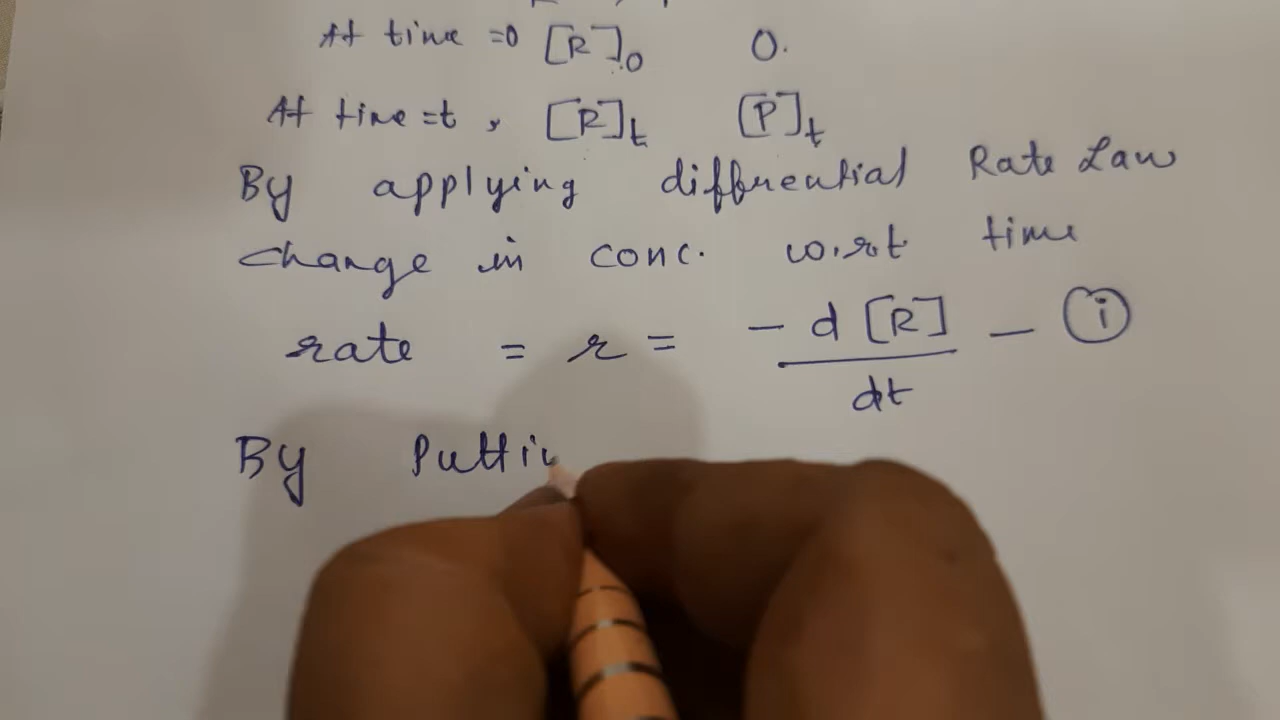 At time =0 [R]₀ 0.
At time =t, [R]t [P]t
By applying diffrential Rate Law
change in conc. w.r.t. time
rate = r = - d [R] / dt — (i)
By Putti